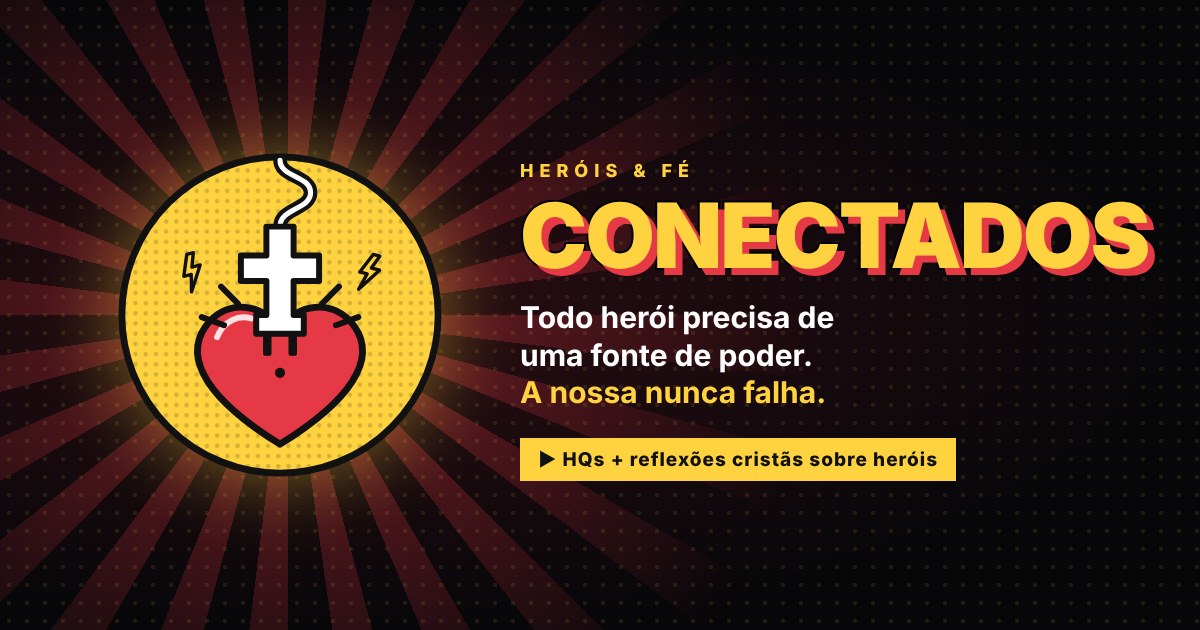 HERÓIS & FÉ
CONECTADOS
Todo herói precisa de
uma fonte de poder.
A nossa nunca falha.
▶ HQs + reflexões cristãs sobre heróis